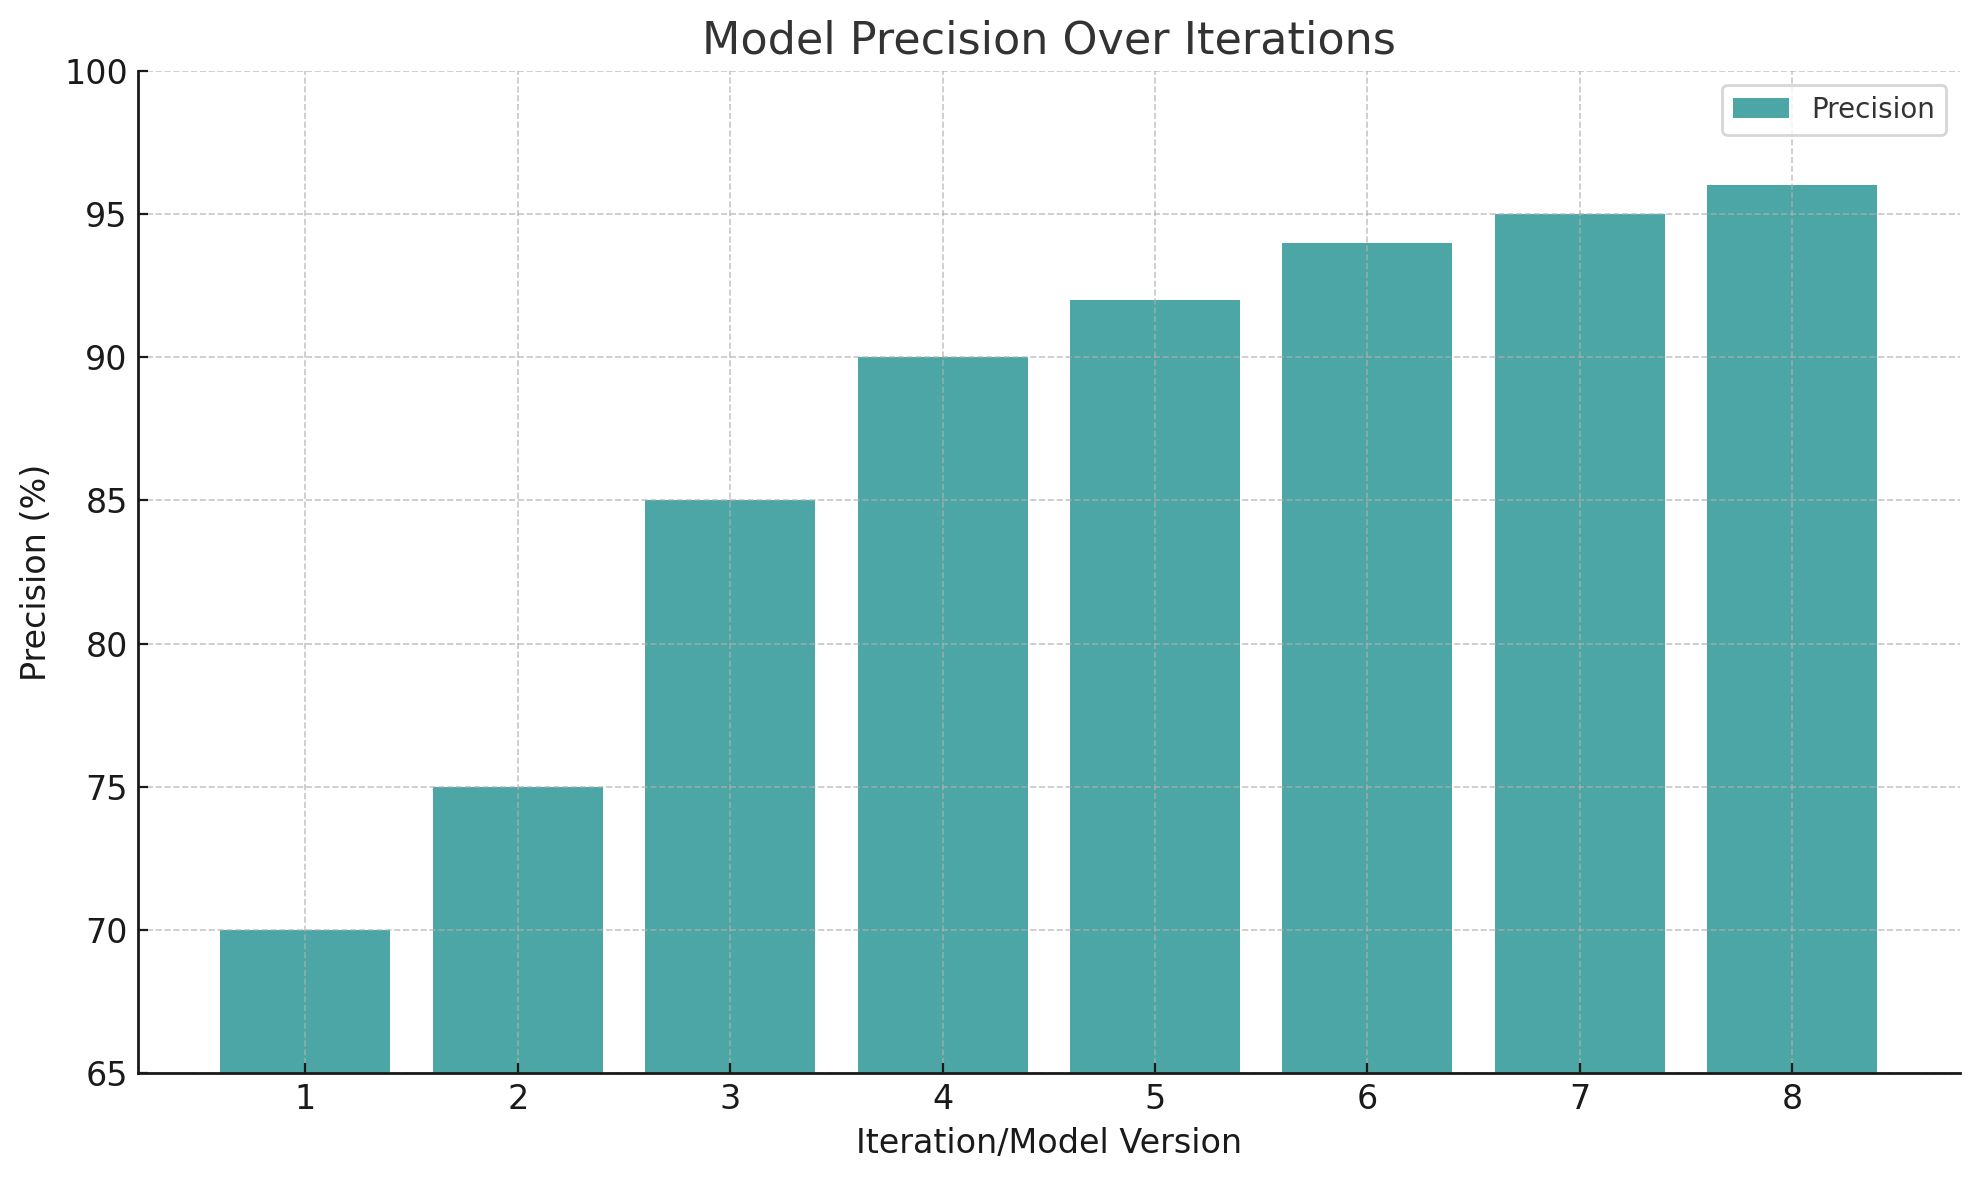 Model Precision Over Iterations
Precision
100
95
90
85
80
75
70
65
Precision (%)
1 2 3 4 5 6 7 8
Iteration/Model Version